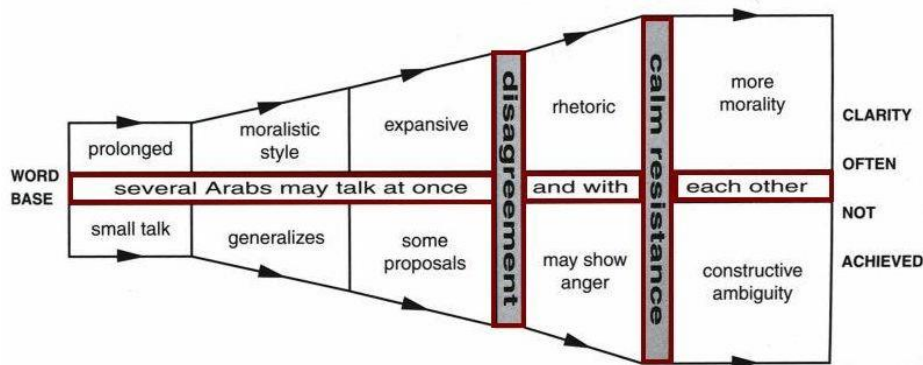 WORD
BASE
prolonged
small talk
moralistic
style
generalizes
expansive
some
proposals
several Arabs may talk at once
disagreement
rhetoric
and with
may show
anger
calm resistance
more
morality
each other
constructive
ambiguity
CLARITY
OFTEN
NOT
ACHIEVED